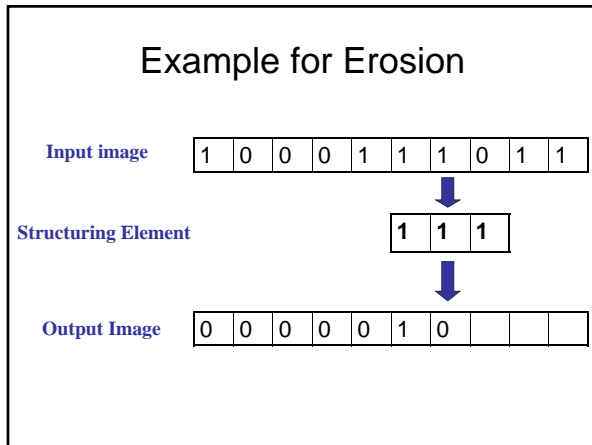 Example for Erosion
Input image 1 0 0 0 1 1 1 0 1 1
Structuring Element 1 1 1
Output Image 0 0 0 0 0 1 0